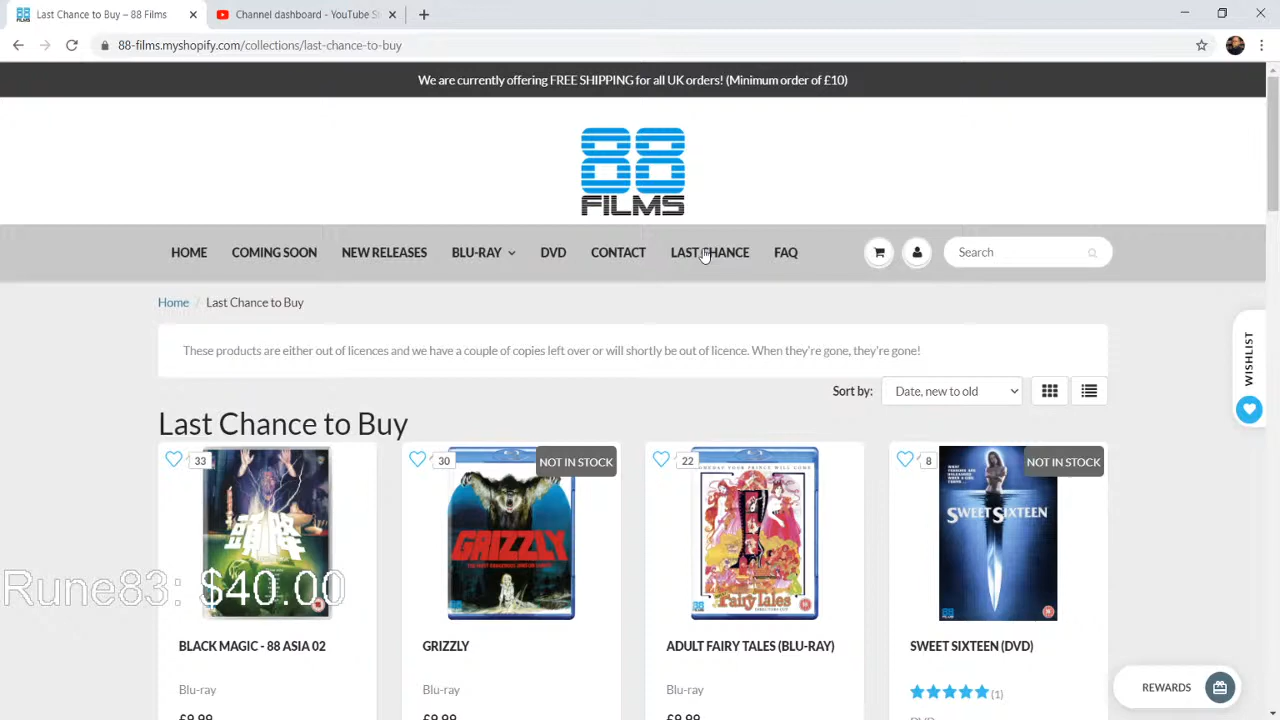 Last Chance to Buy – 88 Films
Channel dashboard - YouTube St
88-films.myshopify.com/collections/last-chance-to-buy
We are currently offering FREE SHIPPING for all UK orders! (Minimum order of £10)
88
FILMS
HOME COMING SOON NEW RELEASES BLU-RAY DVD CONTACT LAST CHANCE FAQ Search
Home / Last Chance to Buy
These products are either out of licences and we have a couple of copies left over or will shortly be out of licence. When they're gone, they're gone!
WISHLIST
Sort by: Date, new to old
Last Chance to Buy
33
30
NOT IN STOCK
22
8
NOT IN STOCK
GRIZZLY
SWEET SIXTEEN
Fairy Tales
Rune83: $40.00
BLACK MAGIC - 88 ASIA 02
GRIZZLY
ADULT FAIRY TALES (BLU-RAY)
SWEET SIXTEEN (DVD)
Blu-ray
Blu-ray
Blu-ray
(1)
REWARDS
£9.99
£9.99
£9.99
DVD